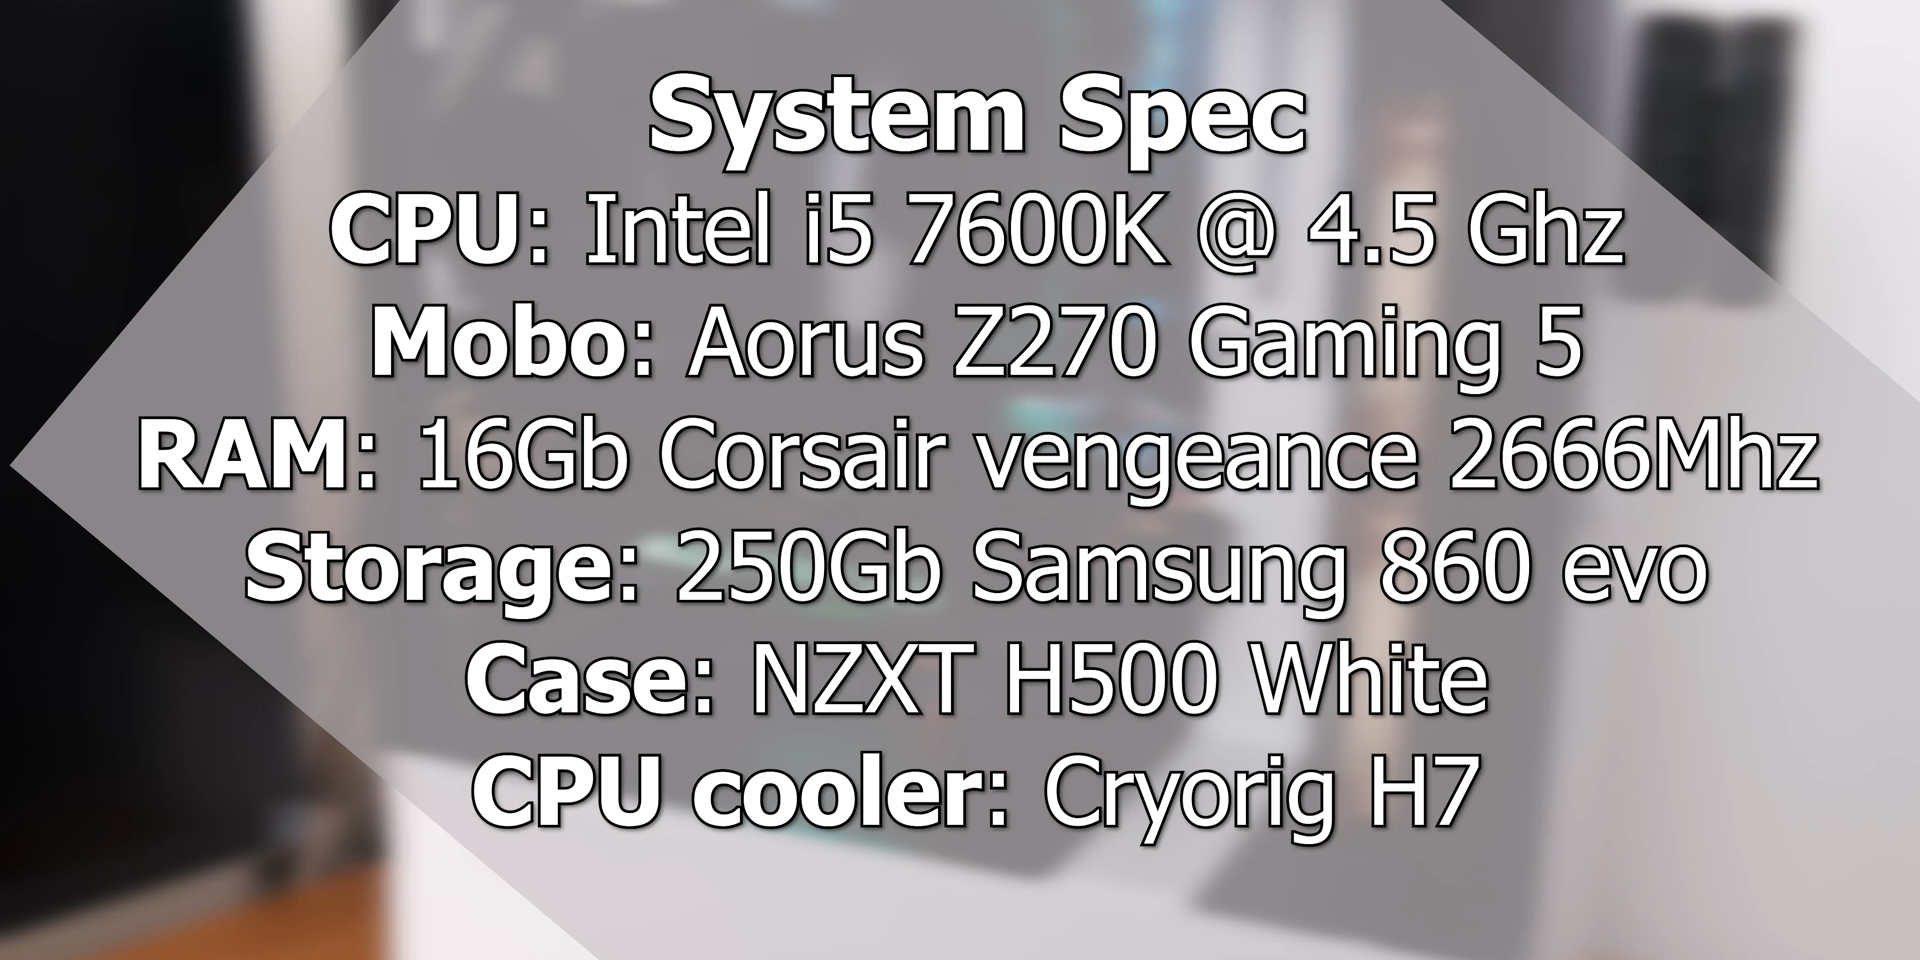 System Spec
CPU: Intel i5 7600K @ 4.5 Ghz
Mobo: Aorus Z270 Gaming 5
RAM: 16Gb Corsair vengeance 2666Mhz
Storage: 250Gb Samsung 860 evo
Case: NZXT H500 White
CPU cooler: Cryorig H7